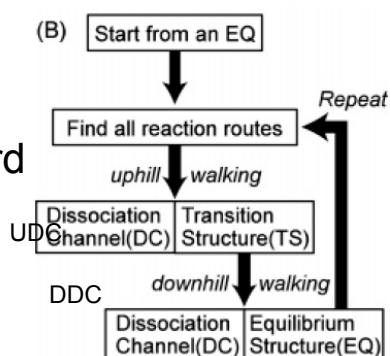 (B) Start from an EQ
Repeat
Find all reaction routes
rd
uphill walking
Dissociation Channel(DC)
Transition Structure(TS)
UDC
downhill walking
DDC
Dissociation Channel(DC)
Equilibrium Structure(EQ)